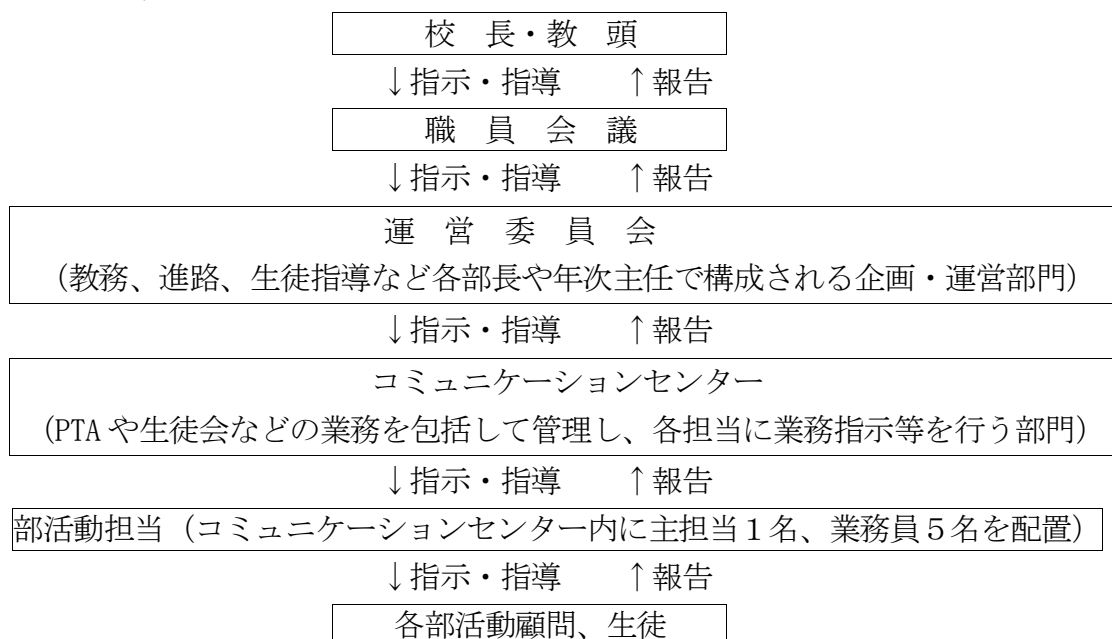 校 長・教 頭
↓指示・指導 ↑報告
職 員 会 議
↓指示・指導 ↑報告
運 営 委 員 会
（教務、進路、生徒指導など各部長や年次主任で構成される企画・運営部門）
↓指示・指導 ↑報告
コミュニケーションセンター
（PTA や生徒会などの業務を包括して管理し、各担当に業務指示等を行う部門）
↓指示・指導 ↑報告
部活動担当（コミュニケーションセンター内に主担当１名、業務員５名を配置）
↓指示・指導 ↑報告
各部活動顧問、生徒